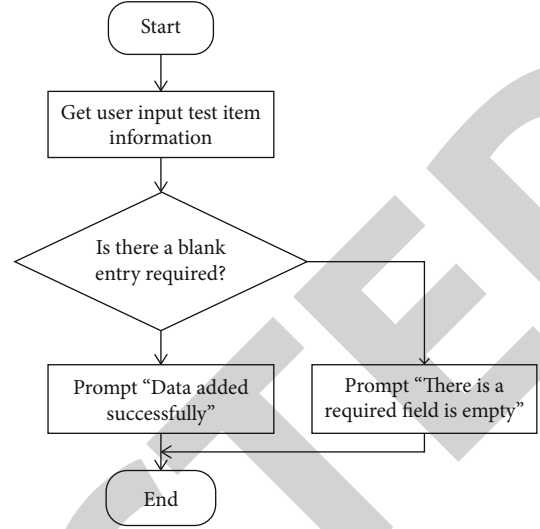 Start
Get user input test item
information
Is there a blank
entry required?
Prompt “Data added
successfully”
Prompt “There is a
required field is empty”
End